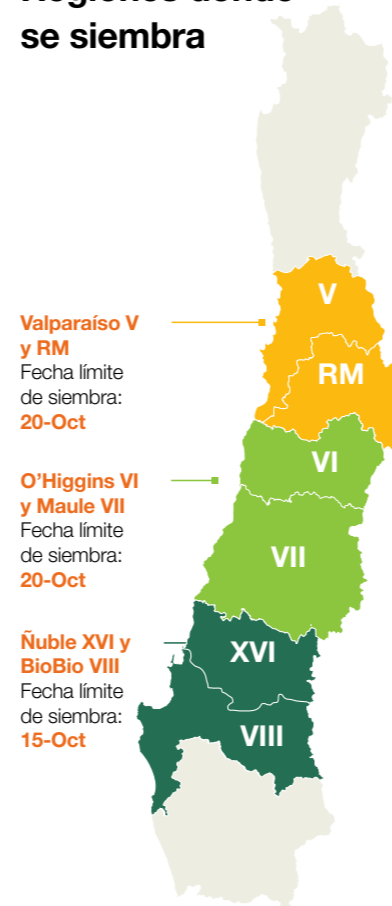 se siembra
V
RM
Valparaíso V
y RM
Fecha límite
de siembra:
20-Oct
VI
O'Higgins VI
y Maule VII
Fecha límite
de siembra:
20-Oct
VII
Ñuble XVI y
BioBio VIII
Fecha límite
de siembra:
15-Oct
XVI
VIII